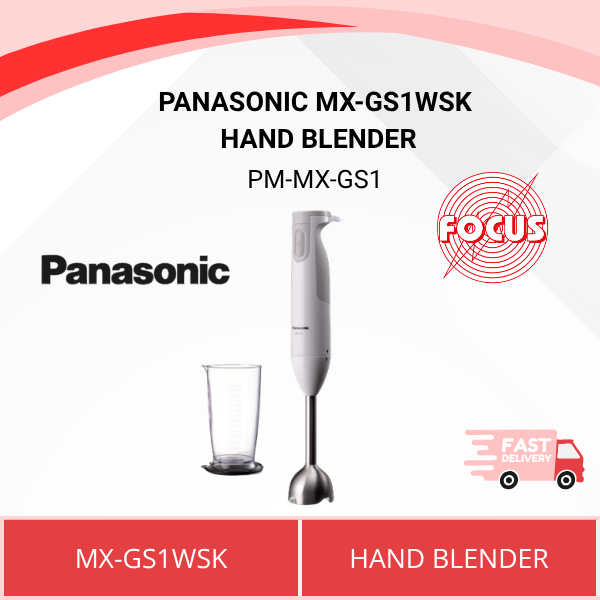 PANASONIC MX-GS1WSK
HAND BLENDER
PM-MX-GS1
FOCUS
Panasonic
Panasonic
FAST
DELIVERY
MX-GS1WSK
HAND BLENDER